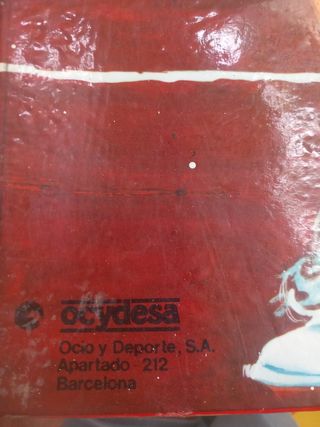 ocydesa
Ocio y Deporte, S.A.
Apartado 212
Barcelona